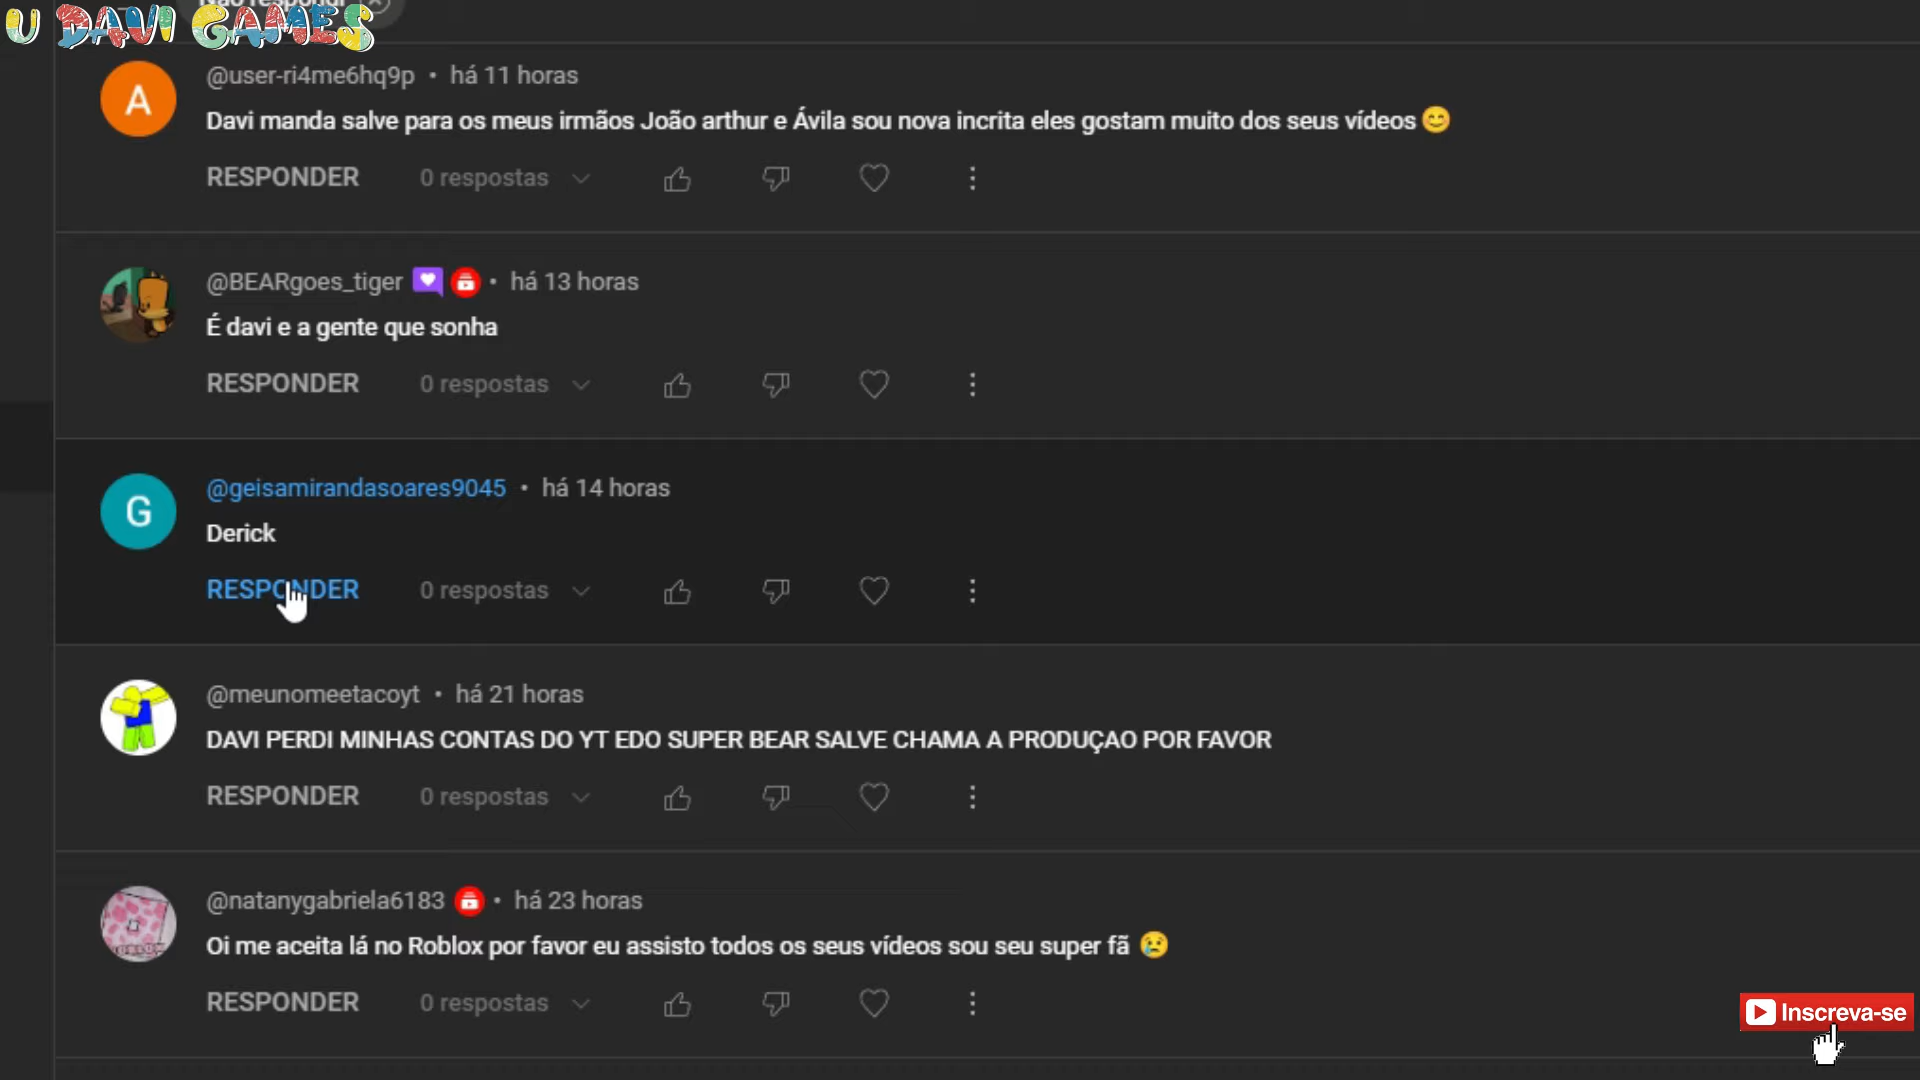 Não respondi
U DAVI GAMES
@user-ri4me6hq9p • há 11 horas
Davi manda salve para os meus irmãos João arthur e Ávila sou nova incrita eles gostam muito dos seus vídeos 😊
RESPONDER 0 respostas
@BEARgoes_tiger • há 13 horas
É davi e a gente que sonha
RESPONDER 0 respostas
@geisamirandasoares9045 • há 14 horas
Derick
RESPONDER 0 respostas
@meunomeetacoyt • há 21 horas
DAVI PERDI MINHAS CONTAS DO YT EDO SUPER BEAR SALVE CHAMA A PRODUÇAO POR FAVOR
RESPONDER 0 respostas
@natanygabriela6183 • há 23 horas
Oi me aceita lá no Roblox por favor eu assisto todos os seus vídeos sou seu super fã 😢
RESPONDER 0 respostas
Inscreva-se
A
G